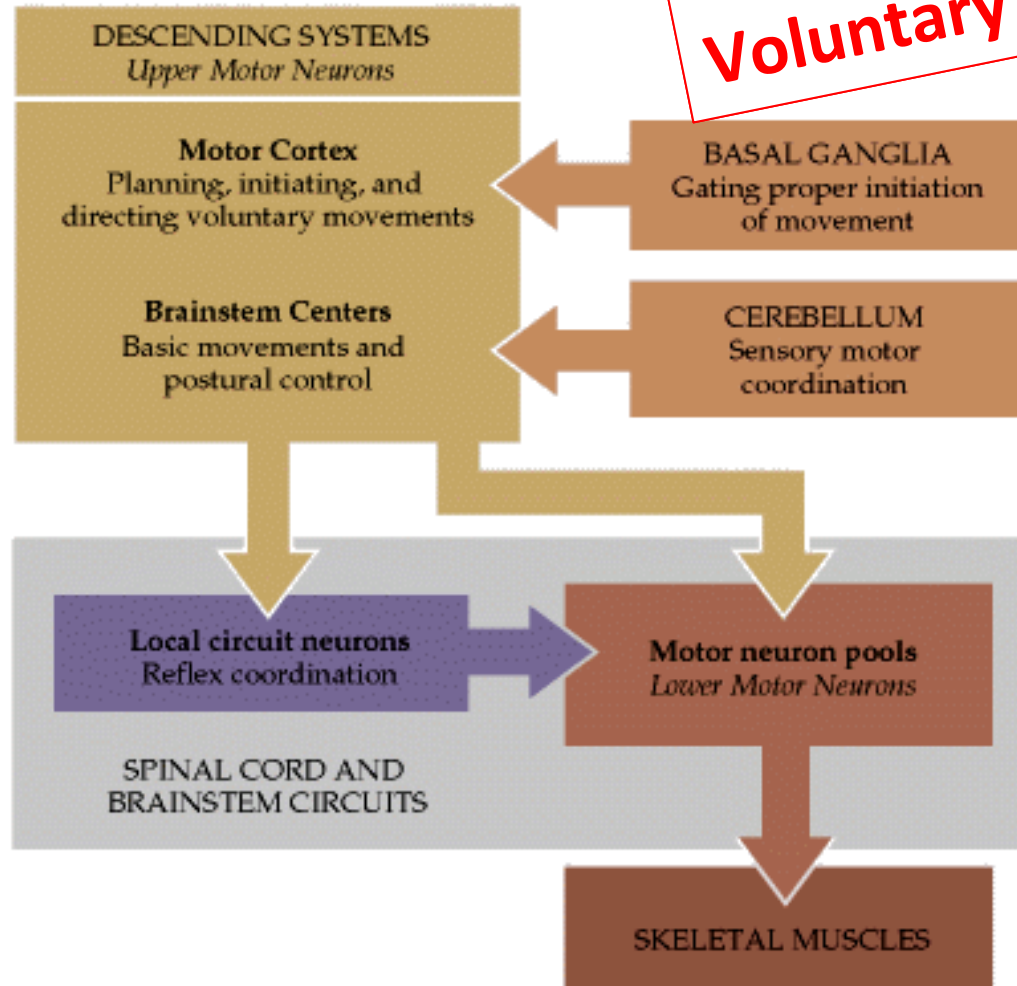 Voluntary
DESCENDING SYSTEMS
Upper Motor Neurons
Motor Cortex
Planning, initiating, and
directing voluntary movements
BASAL GANGLIA
Gating proper initiation
of movement
Brainstem Centers
Basic movements and
postural control
CEREBELLUM
Sensory motor
coordination
Local circuit neurons
Reflex coordination
Motor neuron pools
Lower Motor Neurons
SPINAL CORD AND
BRAINSTEM CIRCUITS
SKELETAL MUSCLES